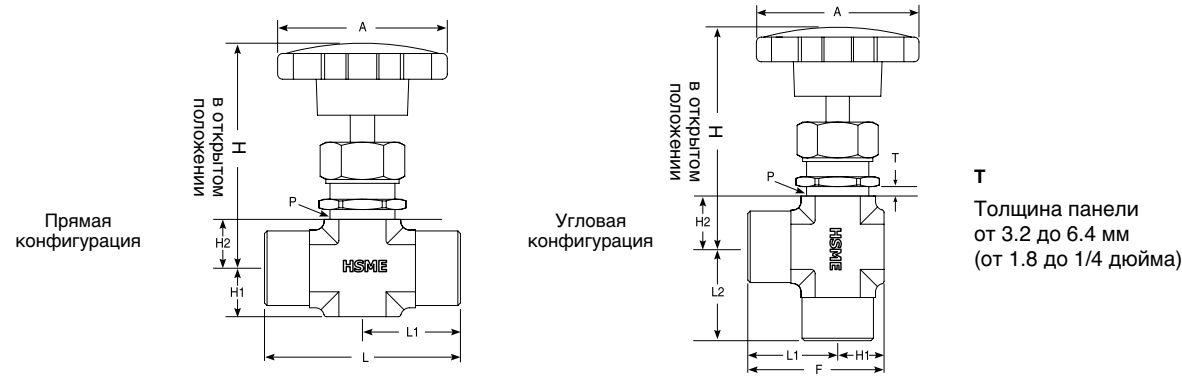 A
H
в открытом
положении
P
H2
H1
HSME
L1
L
Прямая
конфигурация
A
H
в открытом
положении
T
P
H2
HSME
L2
L1
H1
F
Угловая
конфигурация
T
Толщина панели
от 3.2 до 6.4 мм
(от 1.8 до 1/4 дюйма)